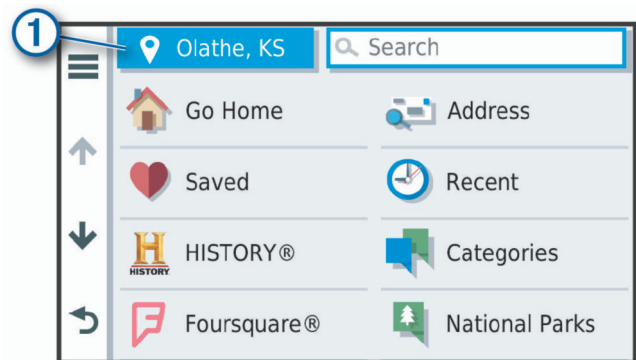 1
Olathe, KS
Search
Go Home
Address
Saved
Recent
H
HISTORY
HISTORY®
Categories
Foursquare®
National Parks